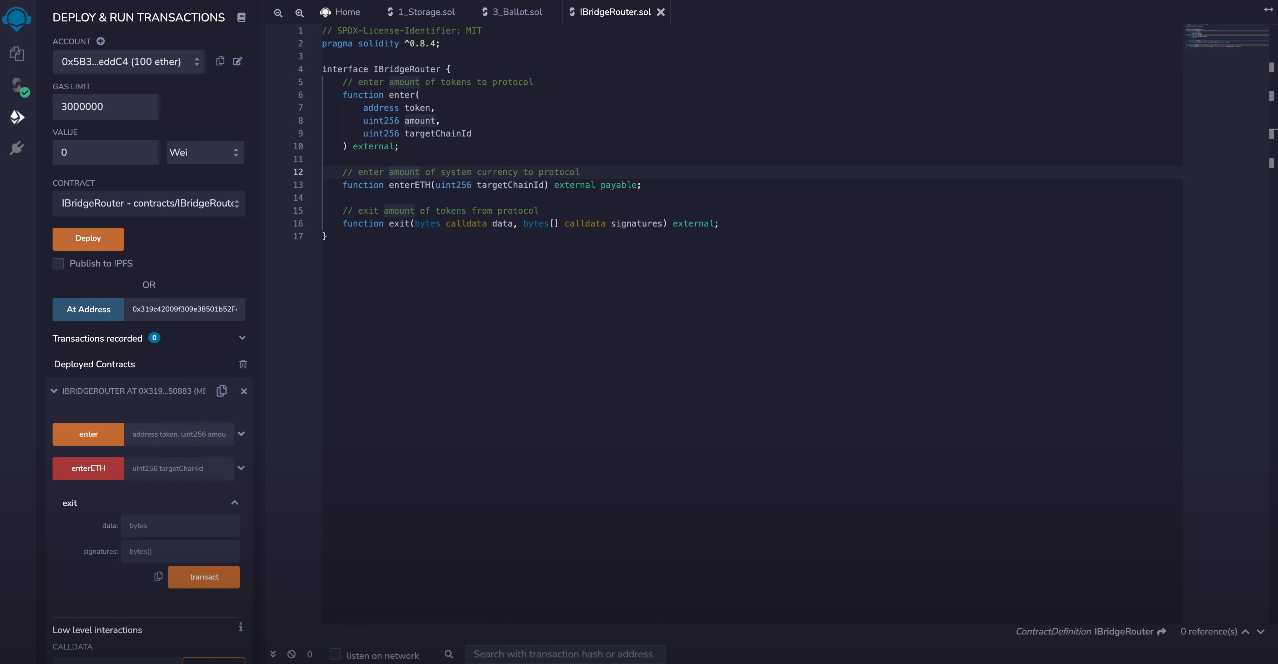 DEPLOY & RUN TRANSACTIONS
ACCOUNT
0x5B3...eddC4 (100 ether)
GAS LIMIT
3000000
VALUE
0
Wei
CONTRACT
IBridgeRouter - contracts/IBridgeRoute
Deploy
Publish to IPFS
OR
At Address
0x319c42009f309e38501b52F
Transactions recorded 0
Deployed Contracts
IBRIDGEROUTER AT 0X319...50883 (ME
enter
address token, uint256 amou
enterETH
uint256 targetChainId
exit
data: bytes
signatures: bytes[]
transact
Low level interactions
i
CALLDATA
Home
1_Storage.sol
3_Ballot.sol
IBridgeRouter.sol
1 // SPDX-License-Identifier: MIT
2 pragma solidity ^0.8.4;
3
4 interface IBridgeRouter {
5 // enter amount of tokens to protocol
6 function enter(
7 address token,
8 uint256 amount,
9 uint256 targetChainId
10 ) external;
11
12 // enter amount of system currency to protocol
13 function enterETH(uint256 targetChainId) external payable;
14
15 // exit amount of tokens from protocol
16 function exit(bytes calldata data, bytes[] calldata signatures) external;
17 }
ContractDefinition IBridgeRouter
0 reference(s)
0
listen on network
Search with transaction hash or address